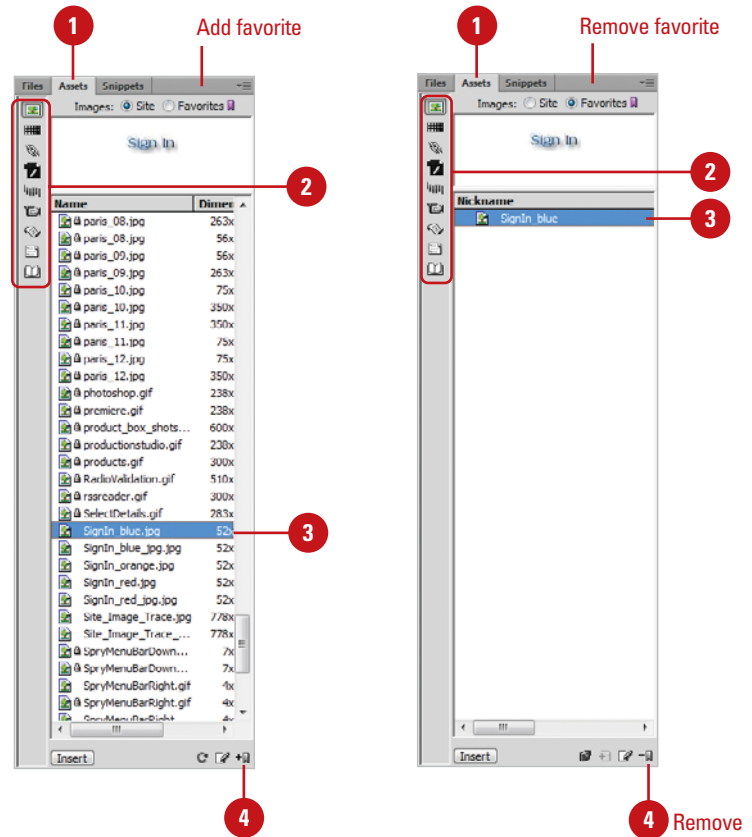 1
Add favorite
Files Assets Snippets
Images: Site Favorites
Sign In
2
Name Dimen
paris_08.jpg 263x
paris_08.jpg 56x
paris_09.jpg 56x
paris_09.jpg 263x
paris_10.jpg 75x
paris_10.jpg 350x
paris_11.jpg 350x
paris_11.jpg 75x
paris_12.jpg 75x
paris_12.jpg 350x
photoshop.gif 238x
premiere.gif 238x
product_box_shots... 600x
productionstudio.gif 238x
products.gif 300x
RadioValidation.gif 510x
rssreader.gif 300x
SelectDetails.gif 283x
SignIn_blue.jpg 52x
3
SignIn_blue_jpg.jpg 52x
SignIn_orange.jpg 52x
SignIn_red.jpg 52x
SignIn_red_jpg.jpg 52x
Site_Image_Trace.jpg 778x
Site_Image_Trace_... 778x
SpryMenuBarDown... 7x
SpryMenuBarDown... 7x
SpryMenuBarRight.gif 4x
SpryMenuBarRight.gif 4x
SpryMenuBarRight 4x
Insert
4
1
Remove favorite
Files Assets Snippets
Images: Site Favorites
Sign In
2
Nickname
SignIn_blue
3
Insert
4 Remove